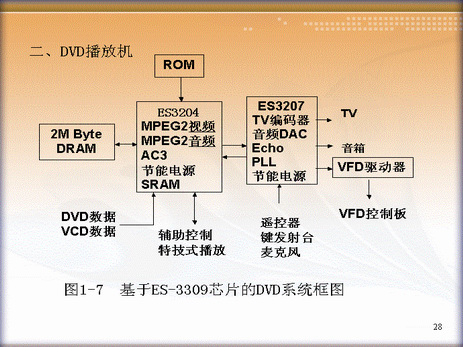 二、DVD播放机
ROM
ES3204
MPEG2视频
MPEG2音频
AC3
节能电源
SRAM
ES3207
TV编码器
音频DAC
Echo
PLL
节能电源
2M Byte
DRAM
TV
音箱
VFD驱动器
VFD控制板
DVD数据
VCD数据
辅助控制
特技式播放
遥控器
键发射台
麦克风
图1-7 基于ES-3309芯片的DVD系统框图
28